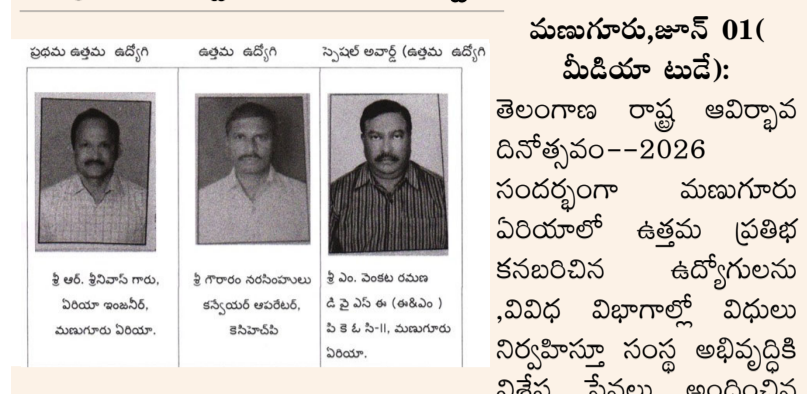 ప్రథమ ఉత్తమ ఉద్యోగి
ఉత్తమ ఉద్యోగి
స్పెషల్ అవార్డ్ (ఉత్తమ ఉద్యోగి
శ్రీ ఆర్. శ్రీనివాస్ గారు,
ఏరియా ఇంజనీర్,
మణుగూరు ఏరియా.
శ్రీ గొరారం నరసింహులు
కన్వేయర్ ఆపరేటర్,
కెసిహెచ్‌పి
శ్రీ ఎం. వెంకట రమణ
డి వై ఎస్ ఈ (ఈ&ఎం )
పి కె ఓ సి-II, మణుగూరు
ఏరియా.
మణుగూరు,జూన్ 01(
మీడియా టుడే):
తెలంగాణ రాష్ట్ర ఆవిర్భావ
దినోత్సవం--2026
సందర్భంగా మణుగూరు
ఏరియాలో ఉత్తమ ప్రతిభ
కనబరిచిన ఉద్యోగులను
,వివిధ విభాగాల్లో విధులు
నిర్వహిస్తూ సంస్థ అభివృద్ధికి
విశేష సేవలు అందించిన